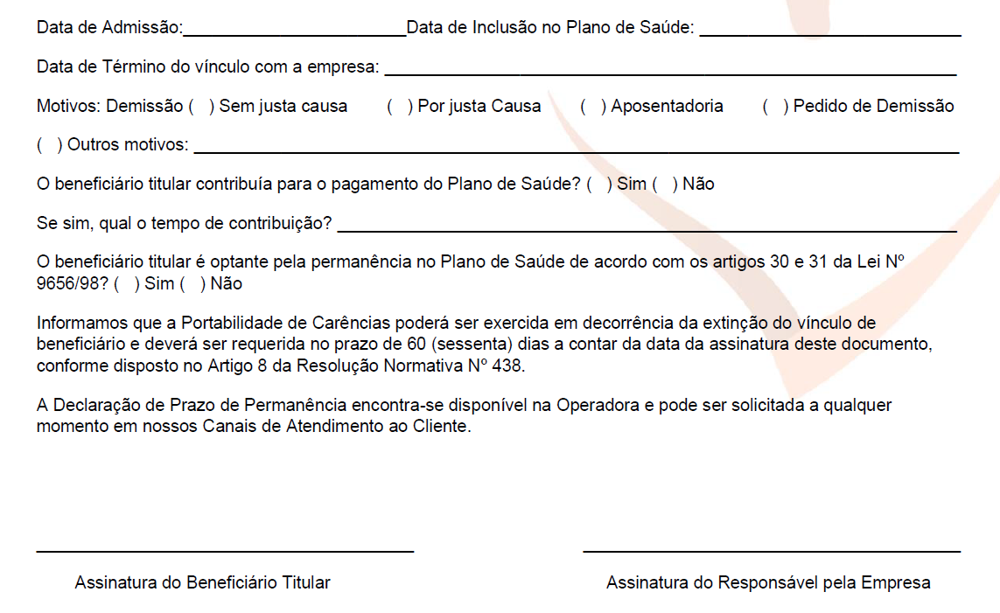 Data de Admissão:_______________________Data de Inclusão no Plano de Saúde: ___________________________
Data de Término do vínculo com a empresa: ___________________________________________________________
Motivos: Demissão (   ) Sem justa causa        (   ) Por justa Causa        (   ) Aposentadoria        (   ) Pedido de Demissão
(   ) Outros motivos: _______________________________________________________________________________
O beneficiário titular contribuía para o pagamento do Plano de Saúde? (   ) Sim (   ) Não
Se sim, qual o tempo de contribuição? ________________________________________________________________
O beneficiário titular é optante pela permanência no Plano de Saúde de acordo com os artigos 30 e 31 da Lei Nº
9656/98? (   ) Sim (   ) Não
Informamos que a Portabilidade de Carências poderá ser exercida em decorrência da extinção do vínculo de
beneficiário e deverá ser requerida no prazo de 60 (sessenta) dias a contar da data da assinatura deste documento,
conforme disposto no Artigo 8 da Resolução Normativa Nº 438.
A Declaração de Prazo de Permanência encontra-se disponível na Operadora e pode ser solicitada a qualquer
momento em nossos Canais de Atendimento ao Cliente.
_______________________________________        _______________________________________
Assinatura do Beneficiário Titular        Assinatura do Responsável pela Empresa